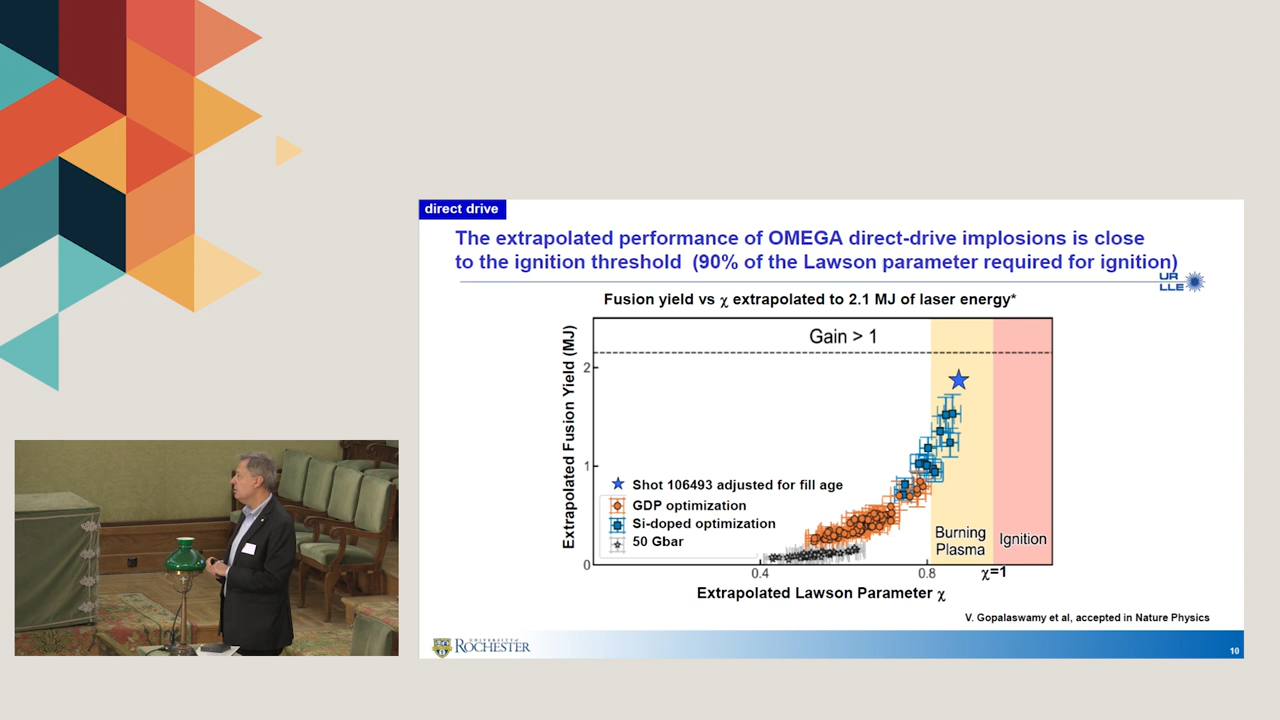 direct drive
The extrapolated performance of OMEGA direct-drive implosions is close
to the ignition threshold (90% of the Lawson parameter required for ignition)
UR
LLE
Fusion yield vs χ extrapolated to 2.1 MJ of laser energy*
Extrapolated Fusion Yield (MJ)
Gain > 1
2
1
0
Shot 106493 adjusted for fill age
GDP optimization
Si-doped optimization
50 Gbar
Burning
Plasma
Ignition
0.4
0.8
χ=1
Extrapolated Lawson Parameter χ
V. Gopalaswamy et al, accepted in Nature Physics
UNIVERSITY of
ROCHESTER
10